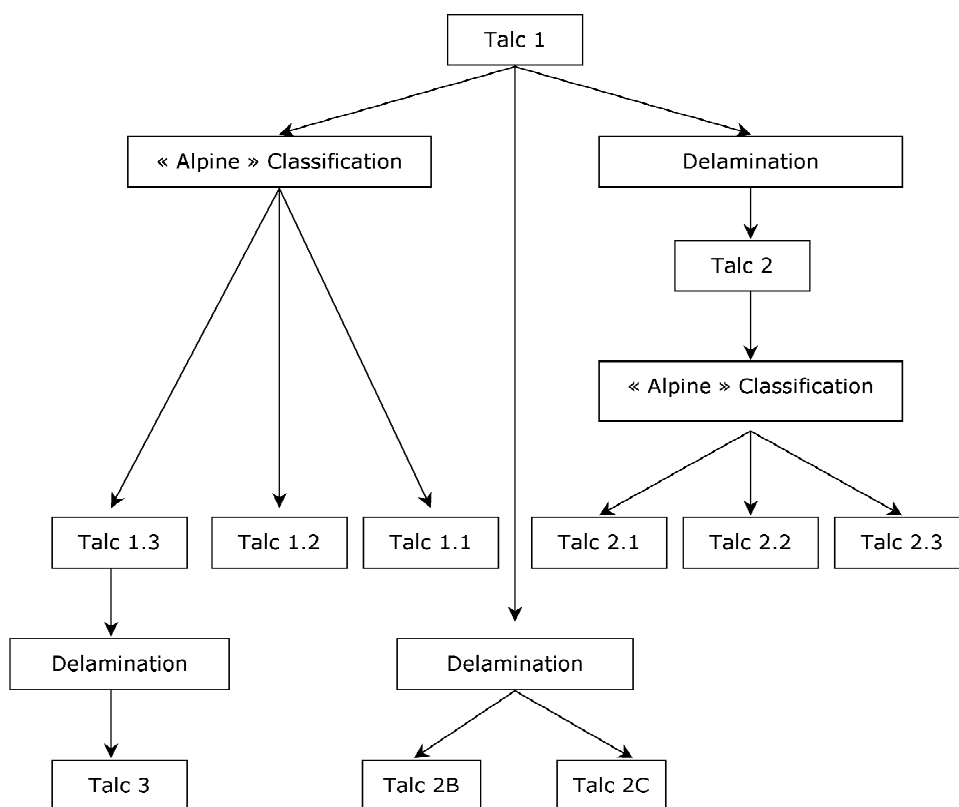 Talc 1
« Alpine » Classification
Delamination
Talc 2
« Alpine » Classification
Talc 1.3
Talc 1.2
Talc 1.1
Talc 2.1
Talc 2.2
Talc 2.3
Delamination
Delamination
Talc 3
Talc 2B
Talc 2C